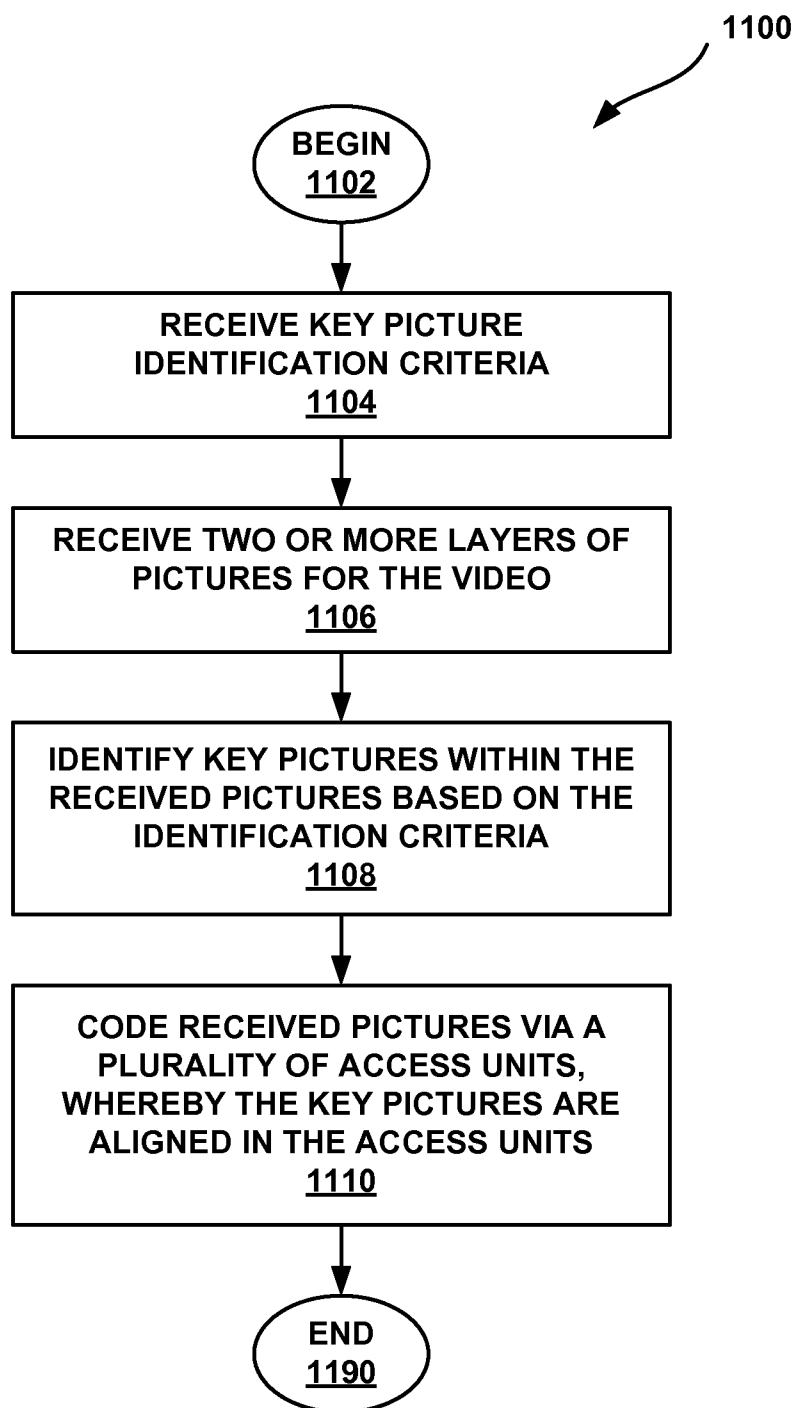 1100
BEGIN
1102
RECEIVE KEY PICTURE
IDENTIFICATION CRITERIA
1104
RECEIVE TWO OR MORE LAYERS OF
PICTURES FOR THE VIDEO
1106
IDENTIFY KEY PICTURES WITHIN THE
RECEIVED PICTURES BASED ON THE
IDENTIFICATION CRITERIA
1108
CODE RECEIVED PICTURES VIA A
PLURALITY OF ACCESS UNITS,
WHEREBY THE KEY PICTURES ARE
ALIGNED IN THE ACCESS UNITS
1110
END
1190